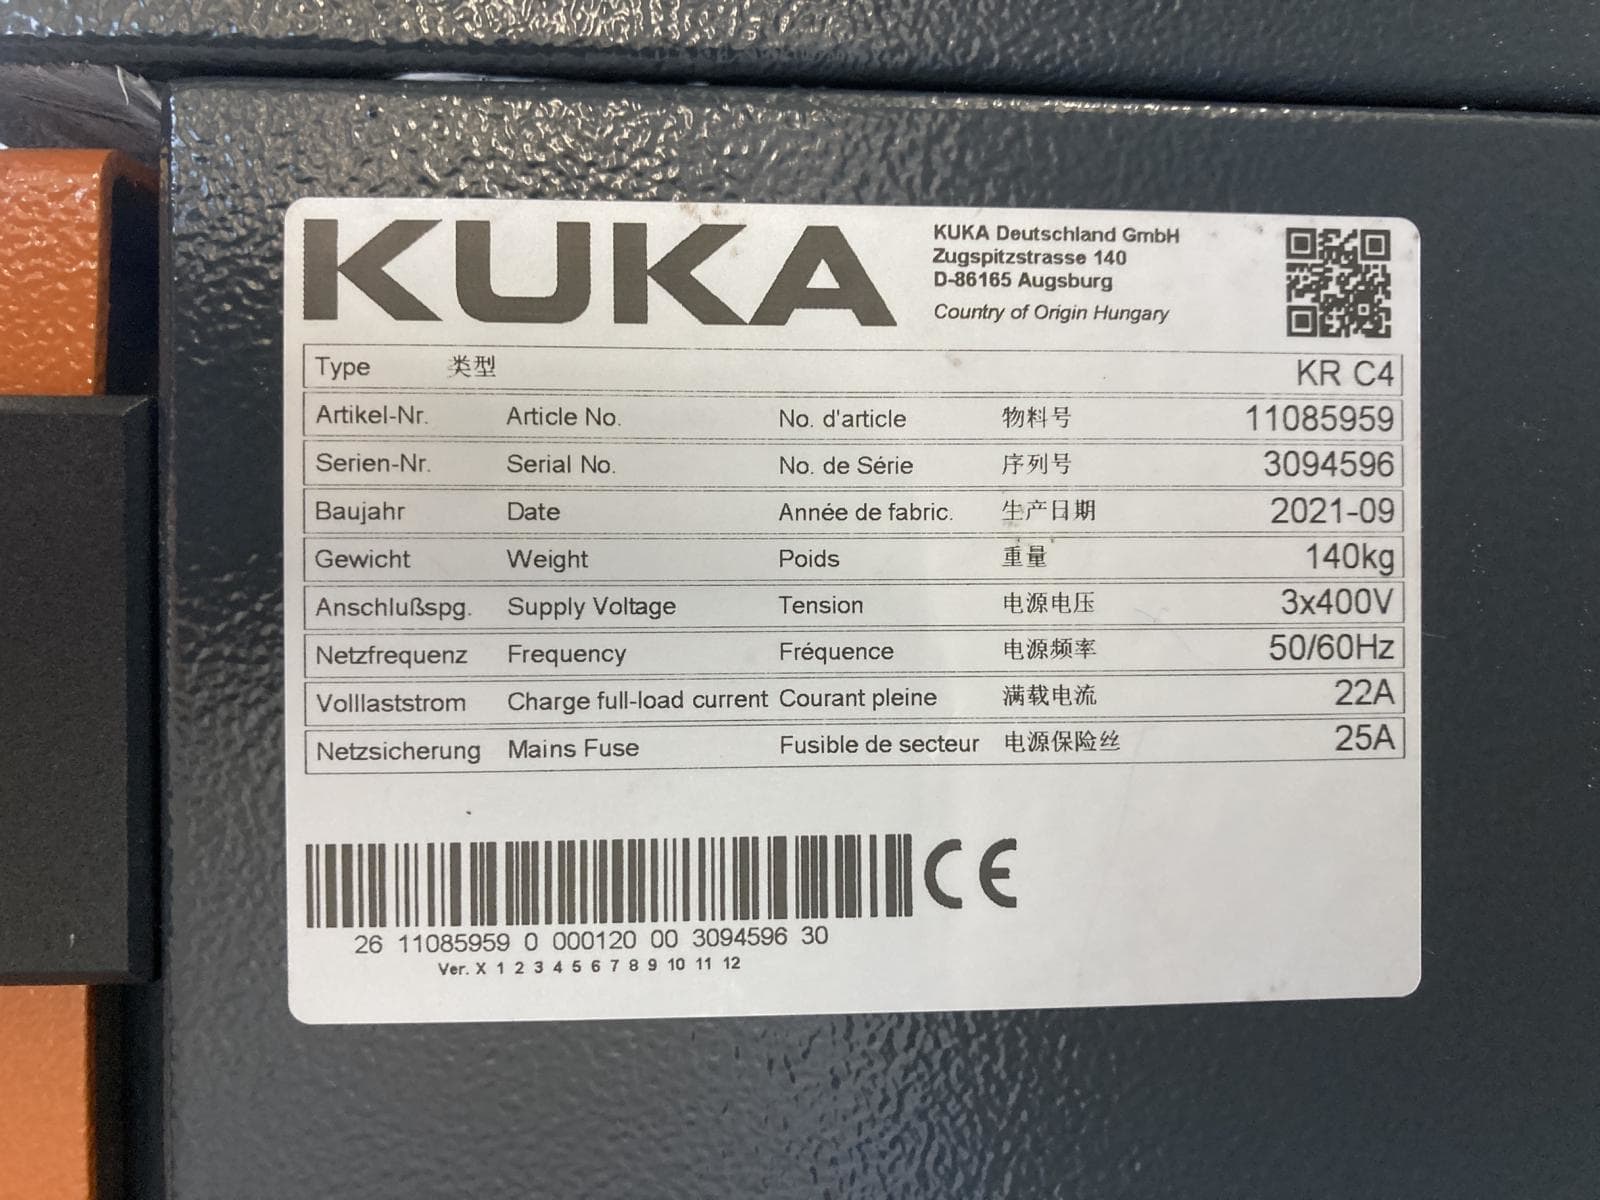 KUKA
KUKA Deutschland GmbH
Zugspitzstrasse 140
D-86165 Augsburg
Country of Origin Hungary
Type 类型 KR C4
Artikel-Nr. Article No. No. d'article 物料号 11085959
Serien-Nr. Serial No. No. de Série 序列号 3094596
Baujahr Date Année de fabric. 生产日期 2021-09
Gewicht Weight Poids 重量 140kg
Anschlußspg. Supply Voltage Tension 电源电压 3x400V
Netzfrequenz Frequency Fréquence 电源频率 50/60Hz
Volllaststrom Charge full-load current Courant pleine 满载电流 22A
Netzsicherung Mains Fuse Fusible de secteur 电源保险丝 25A
CE
26 11085959 0 000120 00 3094596 30
Ver. X 1 2 3 4 5 6 7 8 9 10 11 12